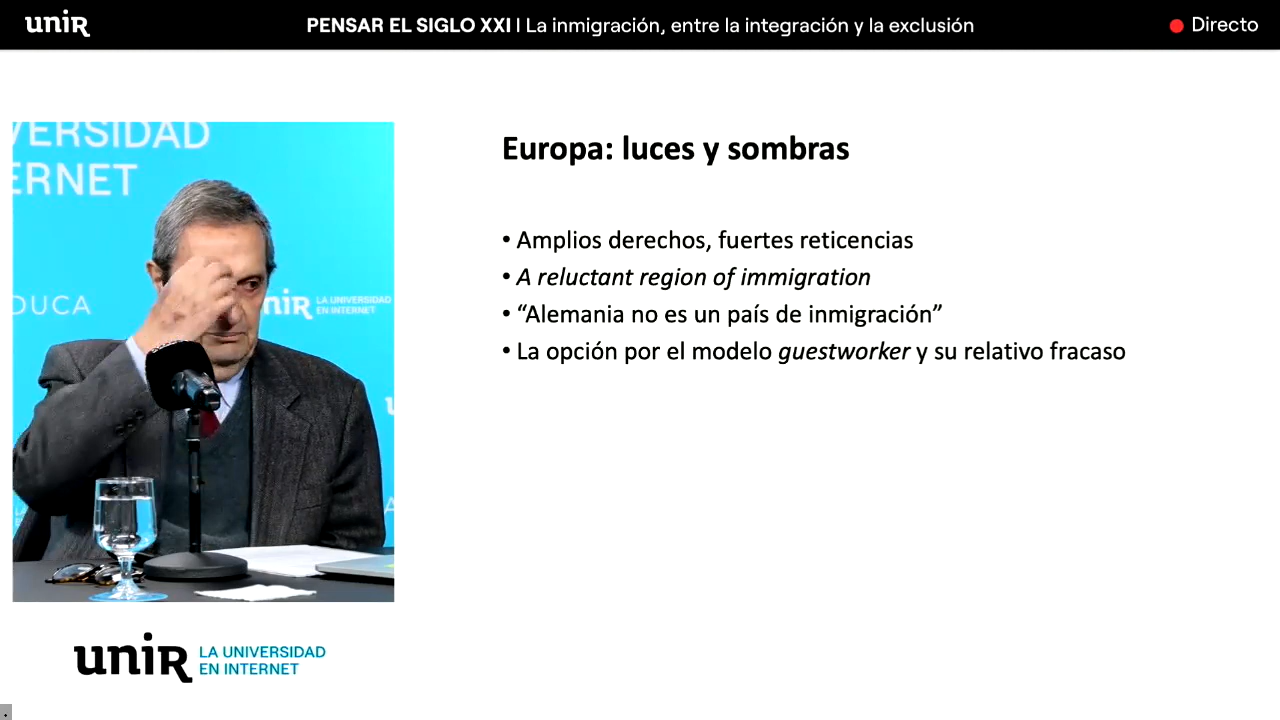 unir
PENSAR EL SIGLO XXI | La inmigración, entre la integración y la exclusión
Directo
VERSIDAD
ERNET
DUCA
unir LA UNIVERSIDAD
EN INTERNET
Europa: luces y sombras
• Amplios derechos, fuertes reticencias
• A reluctant region of immigration
• “Alemania no es un país de inmigración”
• La opción por el modelo guestworker y su relativo fracaso
unir LA UNIVERSIDAD
EN INTERNET